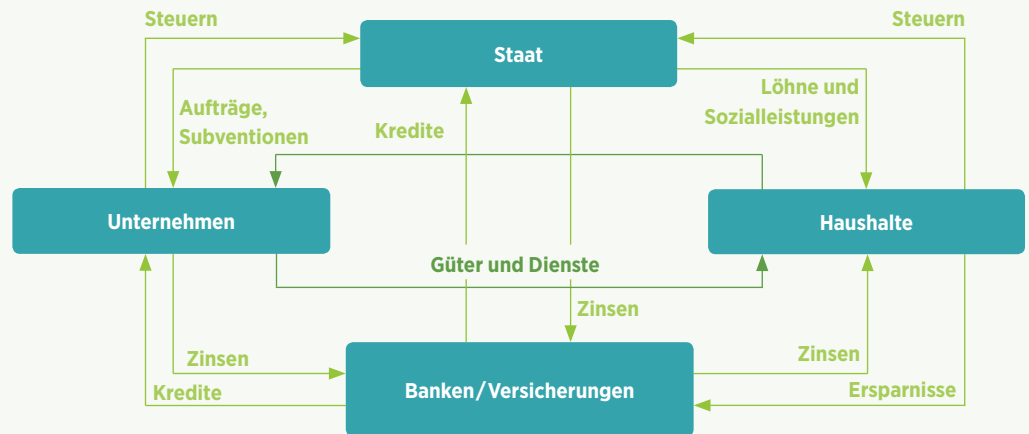 Steuern
Steuern
Staat
Aufträge,
Subventionen
Kredite
Löhne und
Sozialleistungen
Unternehmen
Haushalte
Güter und Dienste
Zinsen
Zinsen
Zinsen
Kredite
Banken/Versicherungen
Ersparnisse